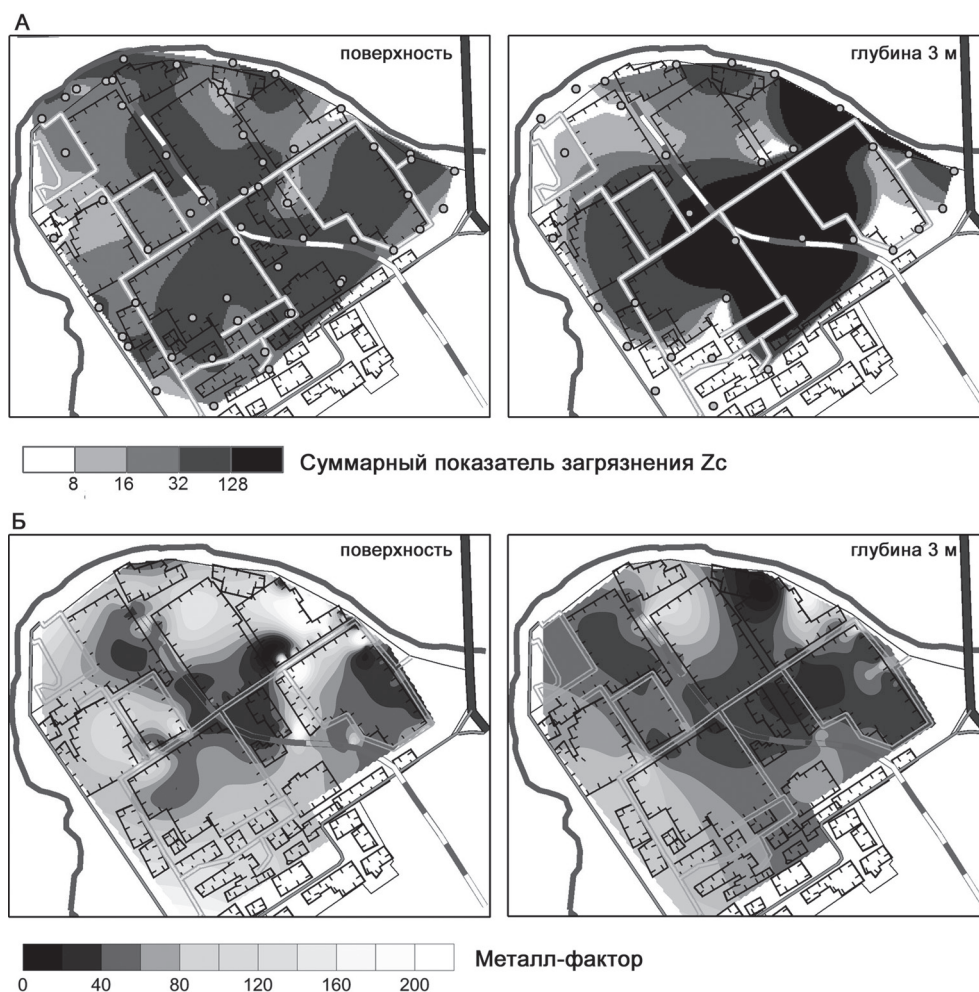 А
поверхность
глубина 3 м
Суммарный показатель загрязнения Zc
8 16 32 128
Б
поверхность
глубина 3 м
Металл-фактор
0 40 80 120 160 200